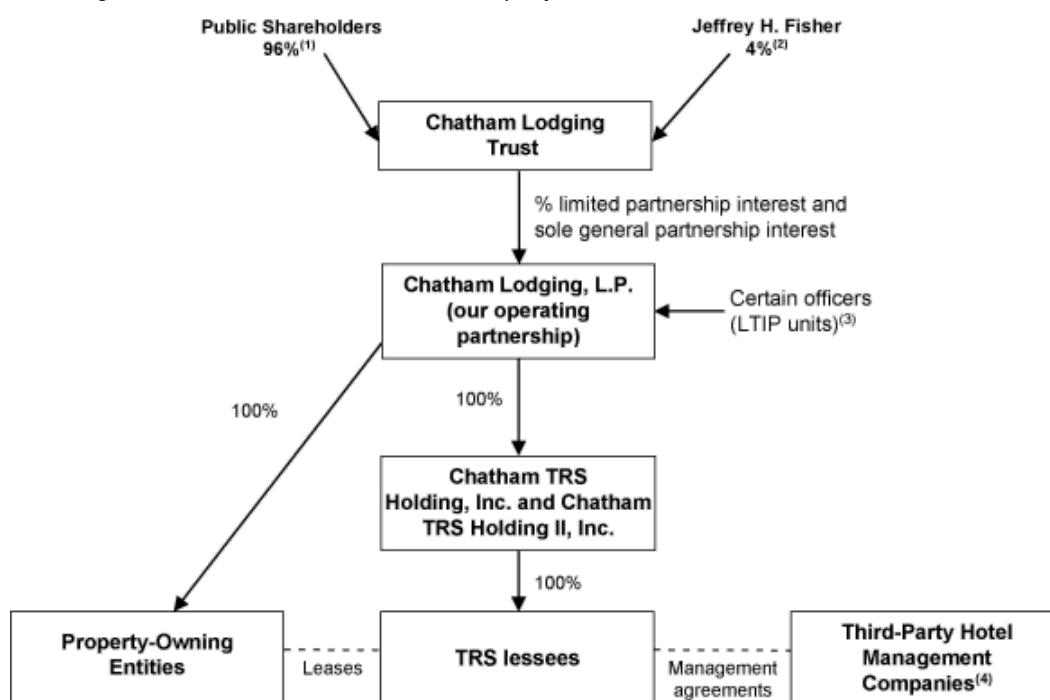 Public Shareholders
96%(1)
Jeffrey H. Fisher
4%(2)
Chatham Lodging
Trust
% limited partnership interest and
sole general partnership interest
Chatham Lodging, L.P.
(our operating
partnership)
Certain officers
(LTIP units)(3)
100%
100%
Chatham TRS
Holding, Inc. and Chatham
TRS Holding II, Inc.
100%
Property-Owning
Entities
Leases
TRS lessees
Management
agreements
Third-Party Hotel
Management
Companies(4)